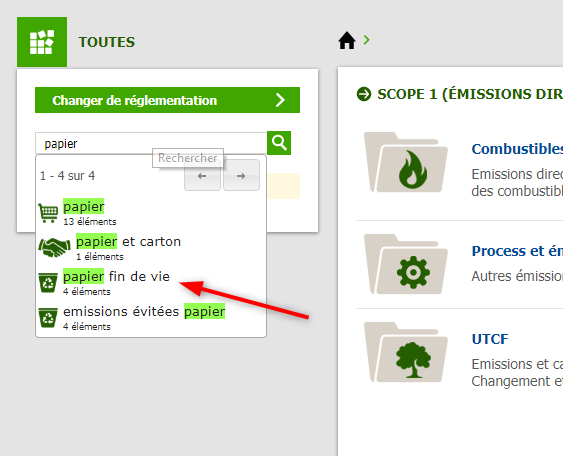 TOUTES
Changer de réglementation
papier
Rechercher
1 - 4 sur 4
papier
13 éléments
papier et carton
1 éléments
papier fin de vie
4 éléments
emissions évitées papier
4 éléments
SCOPE 1 (ÉMISSIONS DIR
Combustibles
Emissions direc
des combustibl
Process et ém
Autres émission
UTCF
Emissions et ca
Changement et